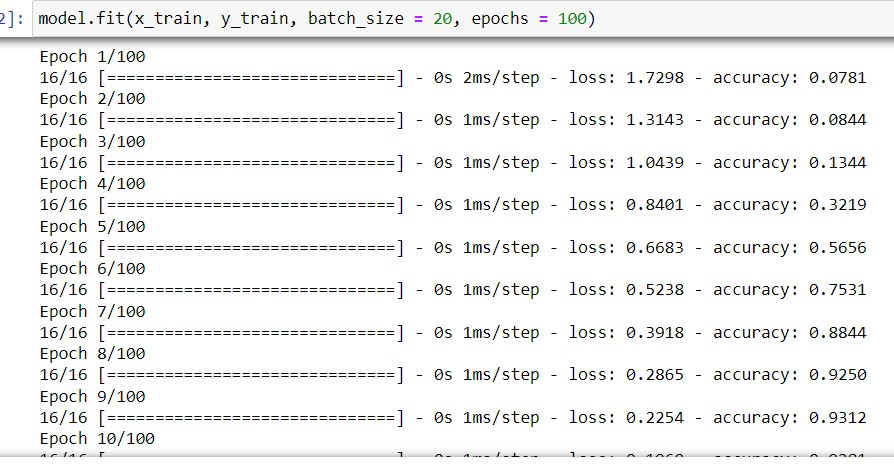 2]: model.fit(x_train, y_train, batch_size = 20, epochs = 100)
Epoch 1/100
16/16 [==============================] - 0s 2ms/step - loss: 1.7298 - accuracy: 0.0781
Epoch 2/100
16/16 [==============================] - 0s 1ms/step - loss: 1.3143 - accuracy: 0.0844
Epoch 3/100
16/16 [==============================] - 0s 1ms/step - loss: 1.0439 - accuracy: 0.1344
Epoch 4/100
16/16 [==============================] - 0s 1ms/step - loss: 0.8401 - accuracy: 0.3219
Epoch 5/100
16/16 [==============================] - 0s 1ms/step - loss: 0.6683 - accuracy: 0.5656
Epoch 6/100
16/16 [==============================] - 0s 1ms/step - loss: 0.5238 - accuracy: 0.7531
Epoch 7/100
16/16 [==============================] - 0s 1ms/step - loss: 0.3918 - accuracy: 0.8844
Epoch 8/100
16/16 [==============================] - 0s 1ms/step - loss: 0.2865 - accuracy: 0.9250
Epoch 9/100
16/16 [==============================] - 0s 1ms/step - loss: 0.2254 - accuracy: 0.9312
Epoch 10/100